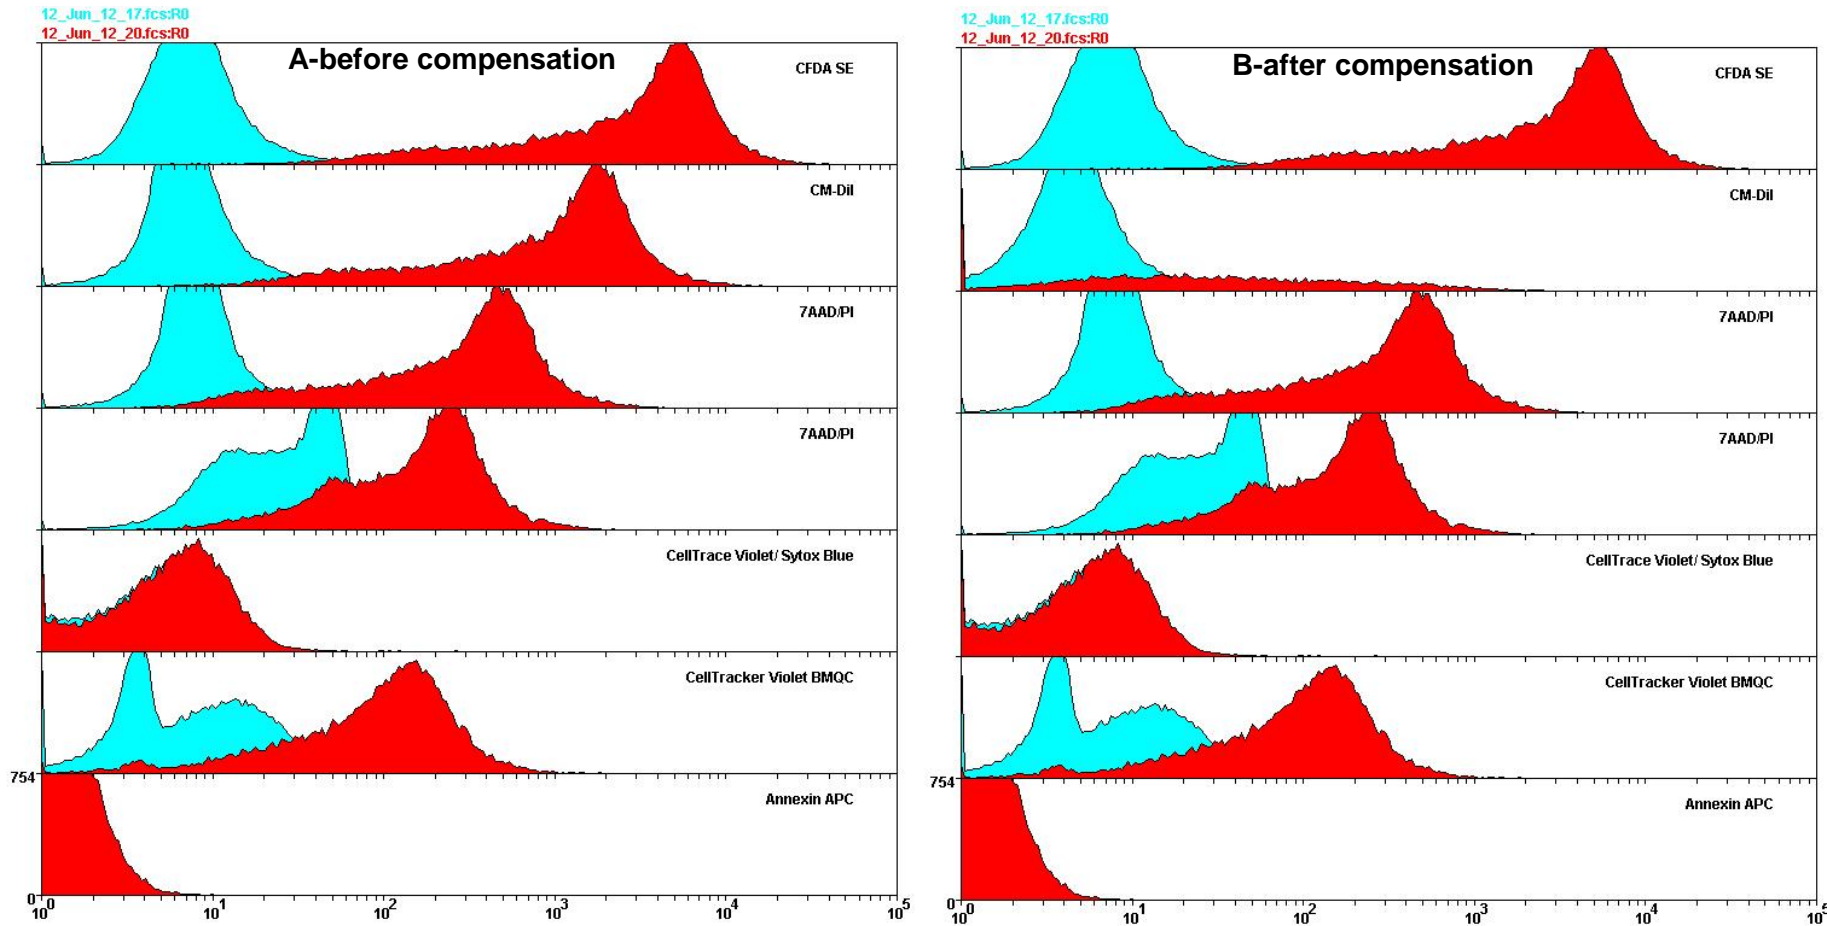 12_Jun_12_17.fcs:R0
12_Jun_12_20.fcs:R0
A-before compensation
CFDA SE
CM-DiI
7AAD/PI
7AAD/PI
CellTrace Violet/ Sytox Blue
CellTracker Violet BMQC
754
Annexin APC
0
10^0 10^1 10^2 10^3 10^4 10^5
12_Jun_12_17.fcs:R0
12_Jun_12_20.fcs:R0
B-after compensation
CFDA SE
CM-DiI
7AAD/PI
7AAD/PI
CellTrace Violet/ Sytox Blue
CellTracker Violet BMQC
754
Annexin APC
0
10^0 10^1 10^2 10^3 10^4 10^5